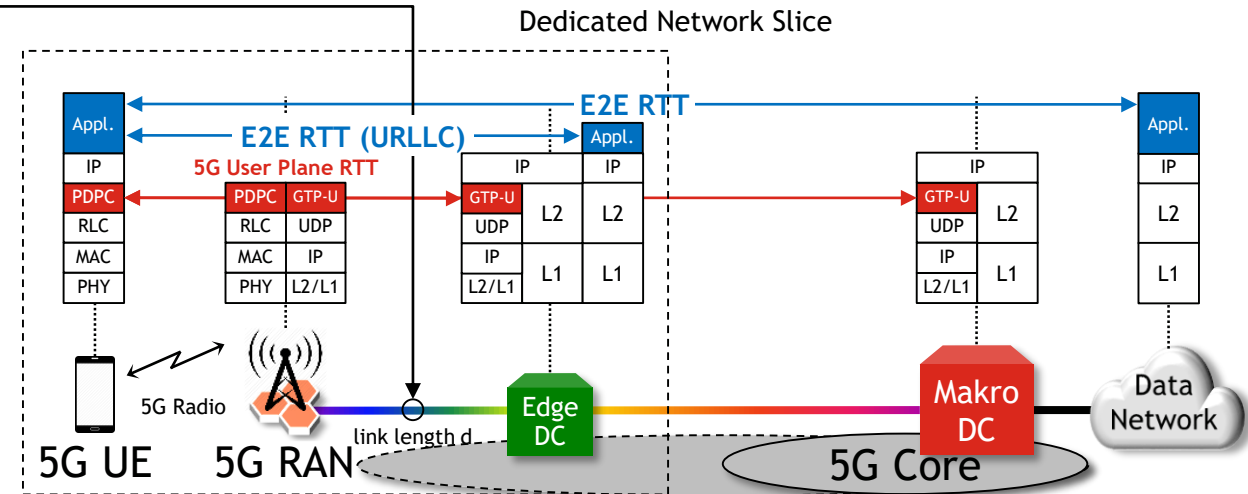 Dedicated Network Slice
E2E RTT
Appl.
E2E RTT (URLLC)
Appl.
Appl.
IP
5G User Plane RTT
IP
IP
IP
IP
PDPC
PDPC
GTP-U
GTP-U
L2
L2
GTP-U
L2
L2
RLC
RLC
UDP
UDP
UDP
MAC
MAC
IP
IP
L1
L1
IP
L1
L1
PHY
PHY
L2/L1
L2/L1
L2/L1
5G Radio
link length d
Edge
DC
Makro
DC
Data
Network
5G UE
5G RAN
5G Core